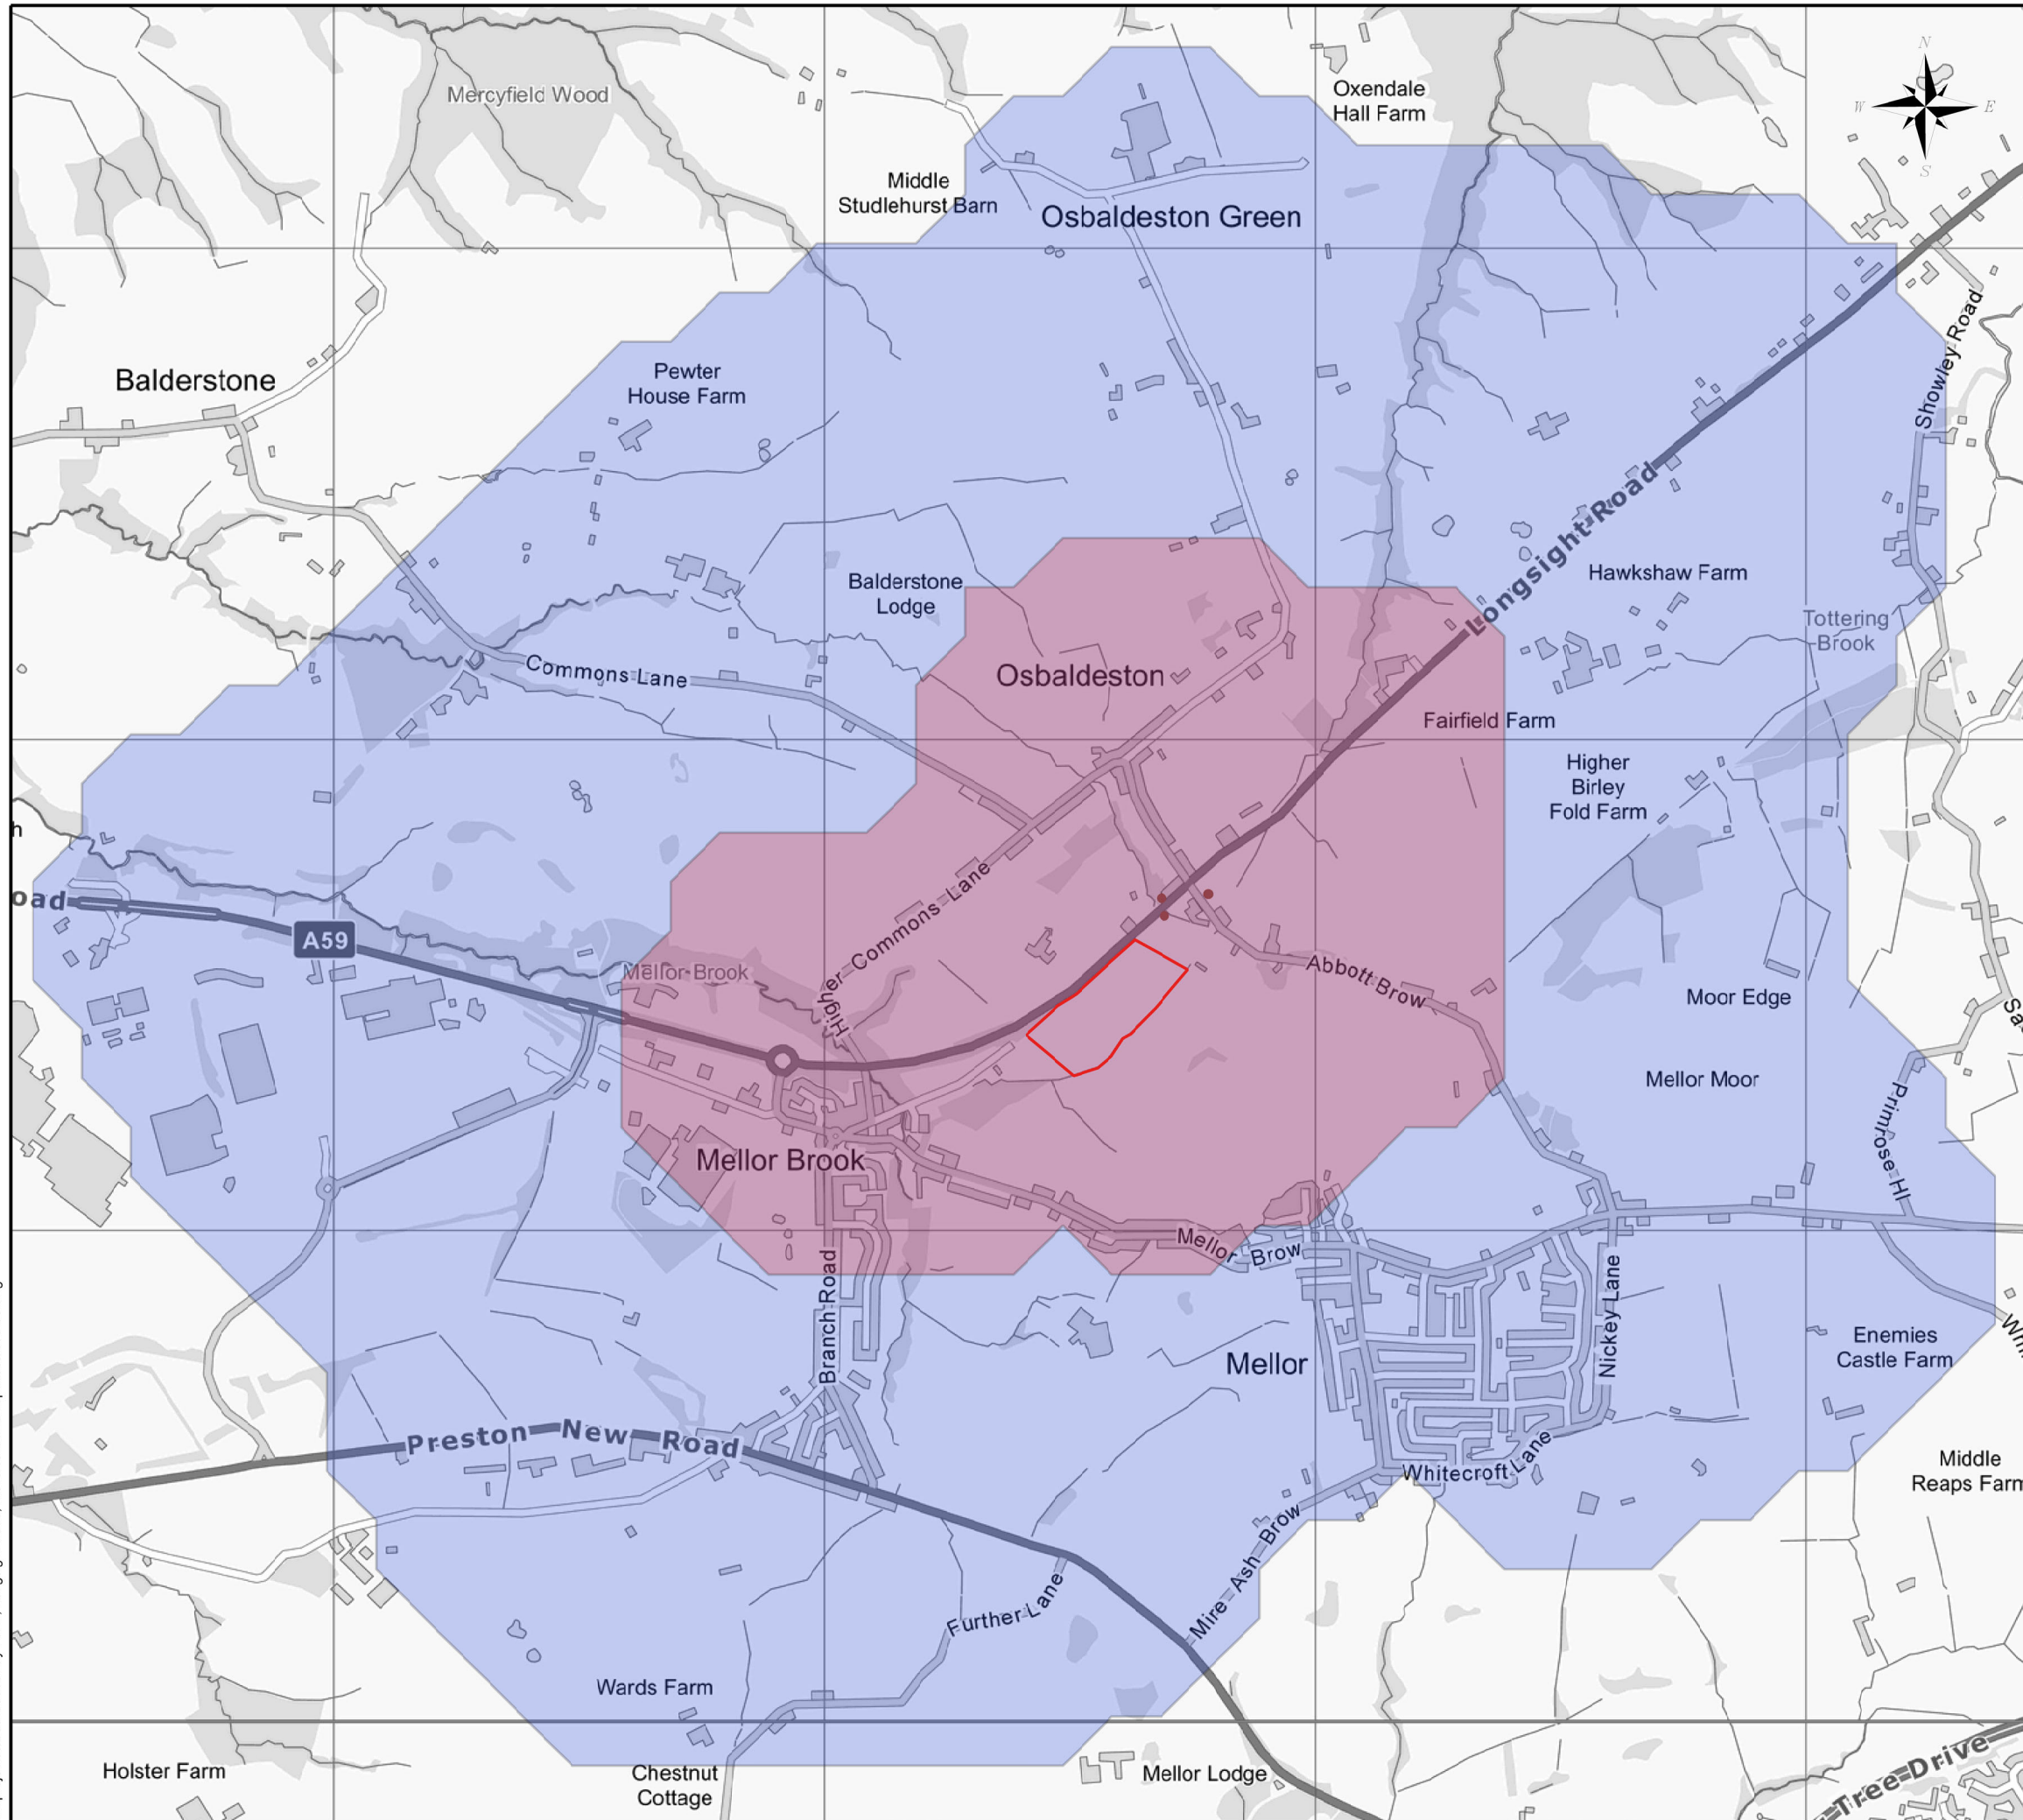 N
W
E
S
Mercyfield Wood
Oxendale
Hall Farm
Middle
Studlehurst Barn
Osbaldeston Green
Balderstone
Pewter
House Farm
Showley Road
Longsight Road
Balderstone
Lodge
Hawkshaw Farm
Tottering
Brook
Commons Lane
Osbaldeston
Fairfield Farm
Higher
Birley
Fold Farm
h
oad
A59
Higher Commons Lane
Mellor Brook
Abbott Brow
Moor Edge
Mellor Moor
Primrose Hl
Mellor Brook
Mellor Brow
Branch Road
Nickey Lane
Mellor
Enemies
Castle Farm
Preston New Road
Whitecroft Lane
Middle
Reaps Farm
Mire Ash Brow
Further Lane
Wards Farm
Holster Farm
Chestnut
Cottage
Mellor Lodge
Tree Drive